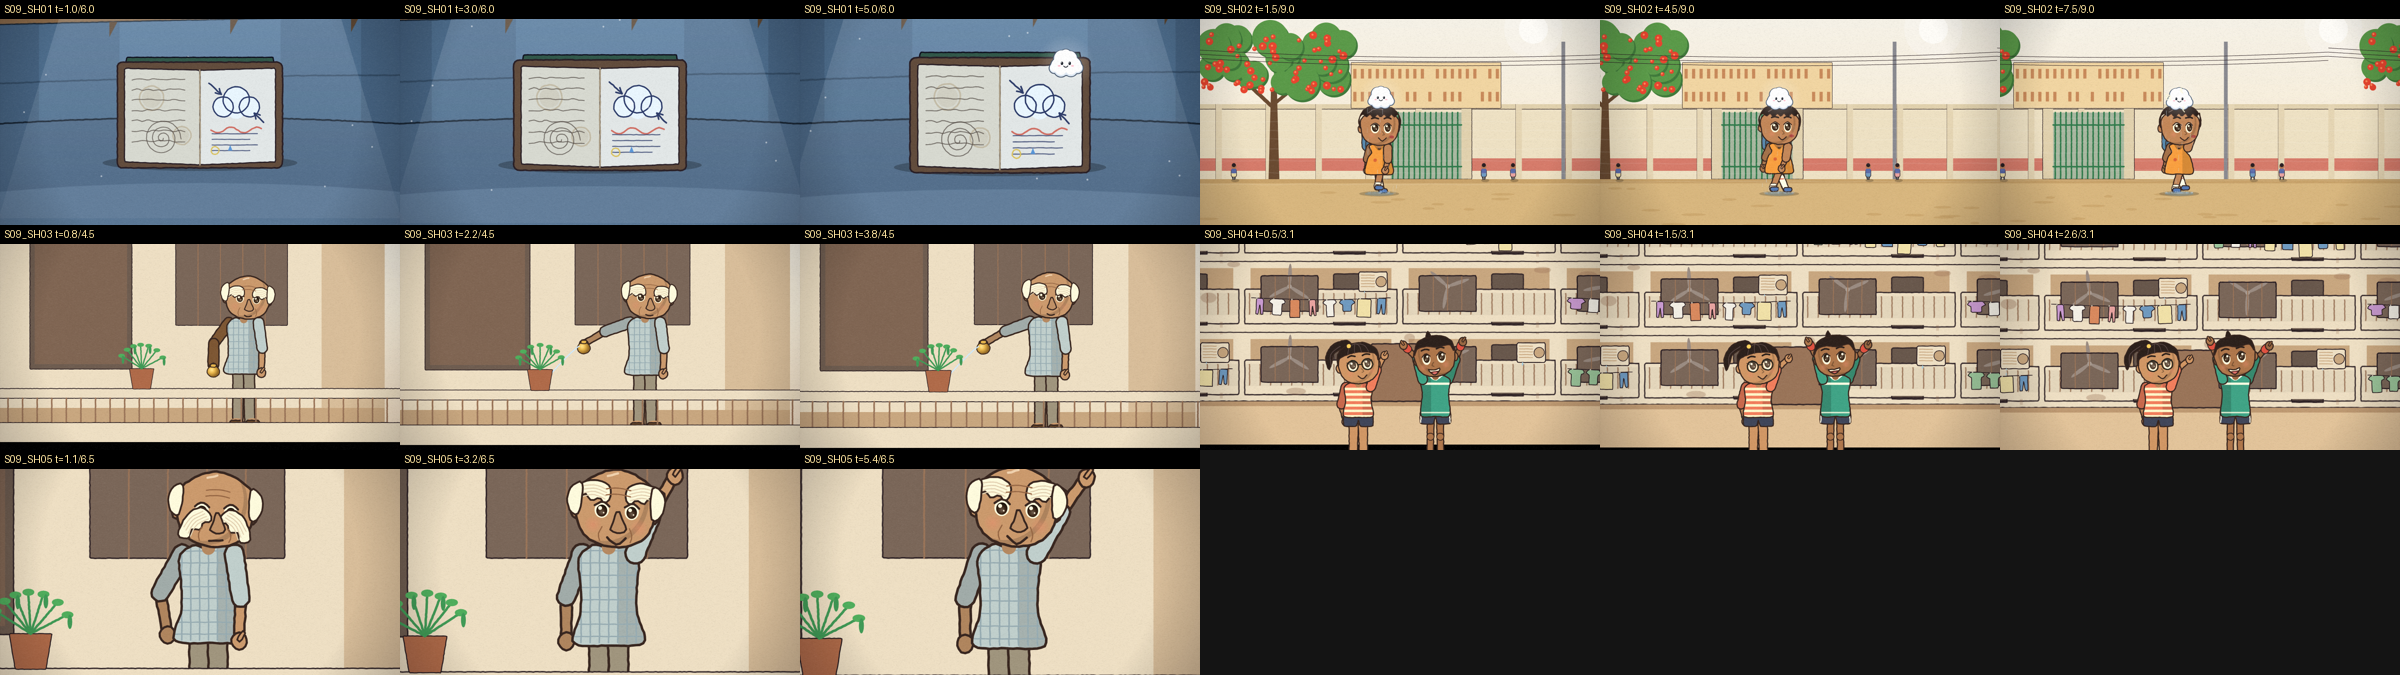 S09_SH01 t=1.0/6.0
S09_SH01 t=3.0/6.0
S09_SH01 t=5.0/6.0
S09_SH02 t=1.5/9.0
S09_SH02 t=4.5/9.0
S09_SH02 t=7.5/9.0
S09_SH03 t=0.8/4.5
S09_SH03 t=2.2/4.5
S09_SH03 t=3.8/4.5
S09_SH04 t=0.5/3.1
S09_SH04 t=1.5/3.1
S09_SH04 t=2.6/3.1
S09_SH05 t=1.1/6.5
S09_SH05 t=3.2/6.5
S09_SH05 t=5.4/6.5